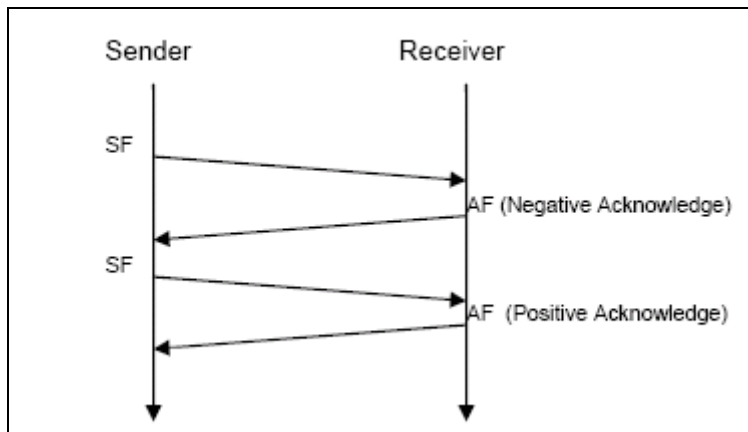 Sender Receiver
SF
AF (Negative Acknowledge)
SF
AF (Positive Acknowledge)